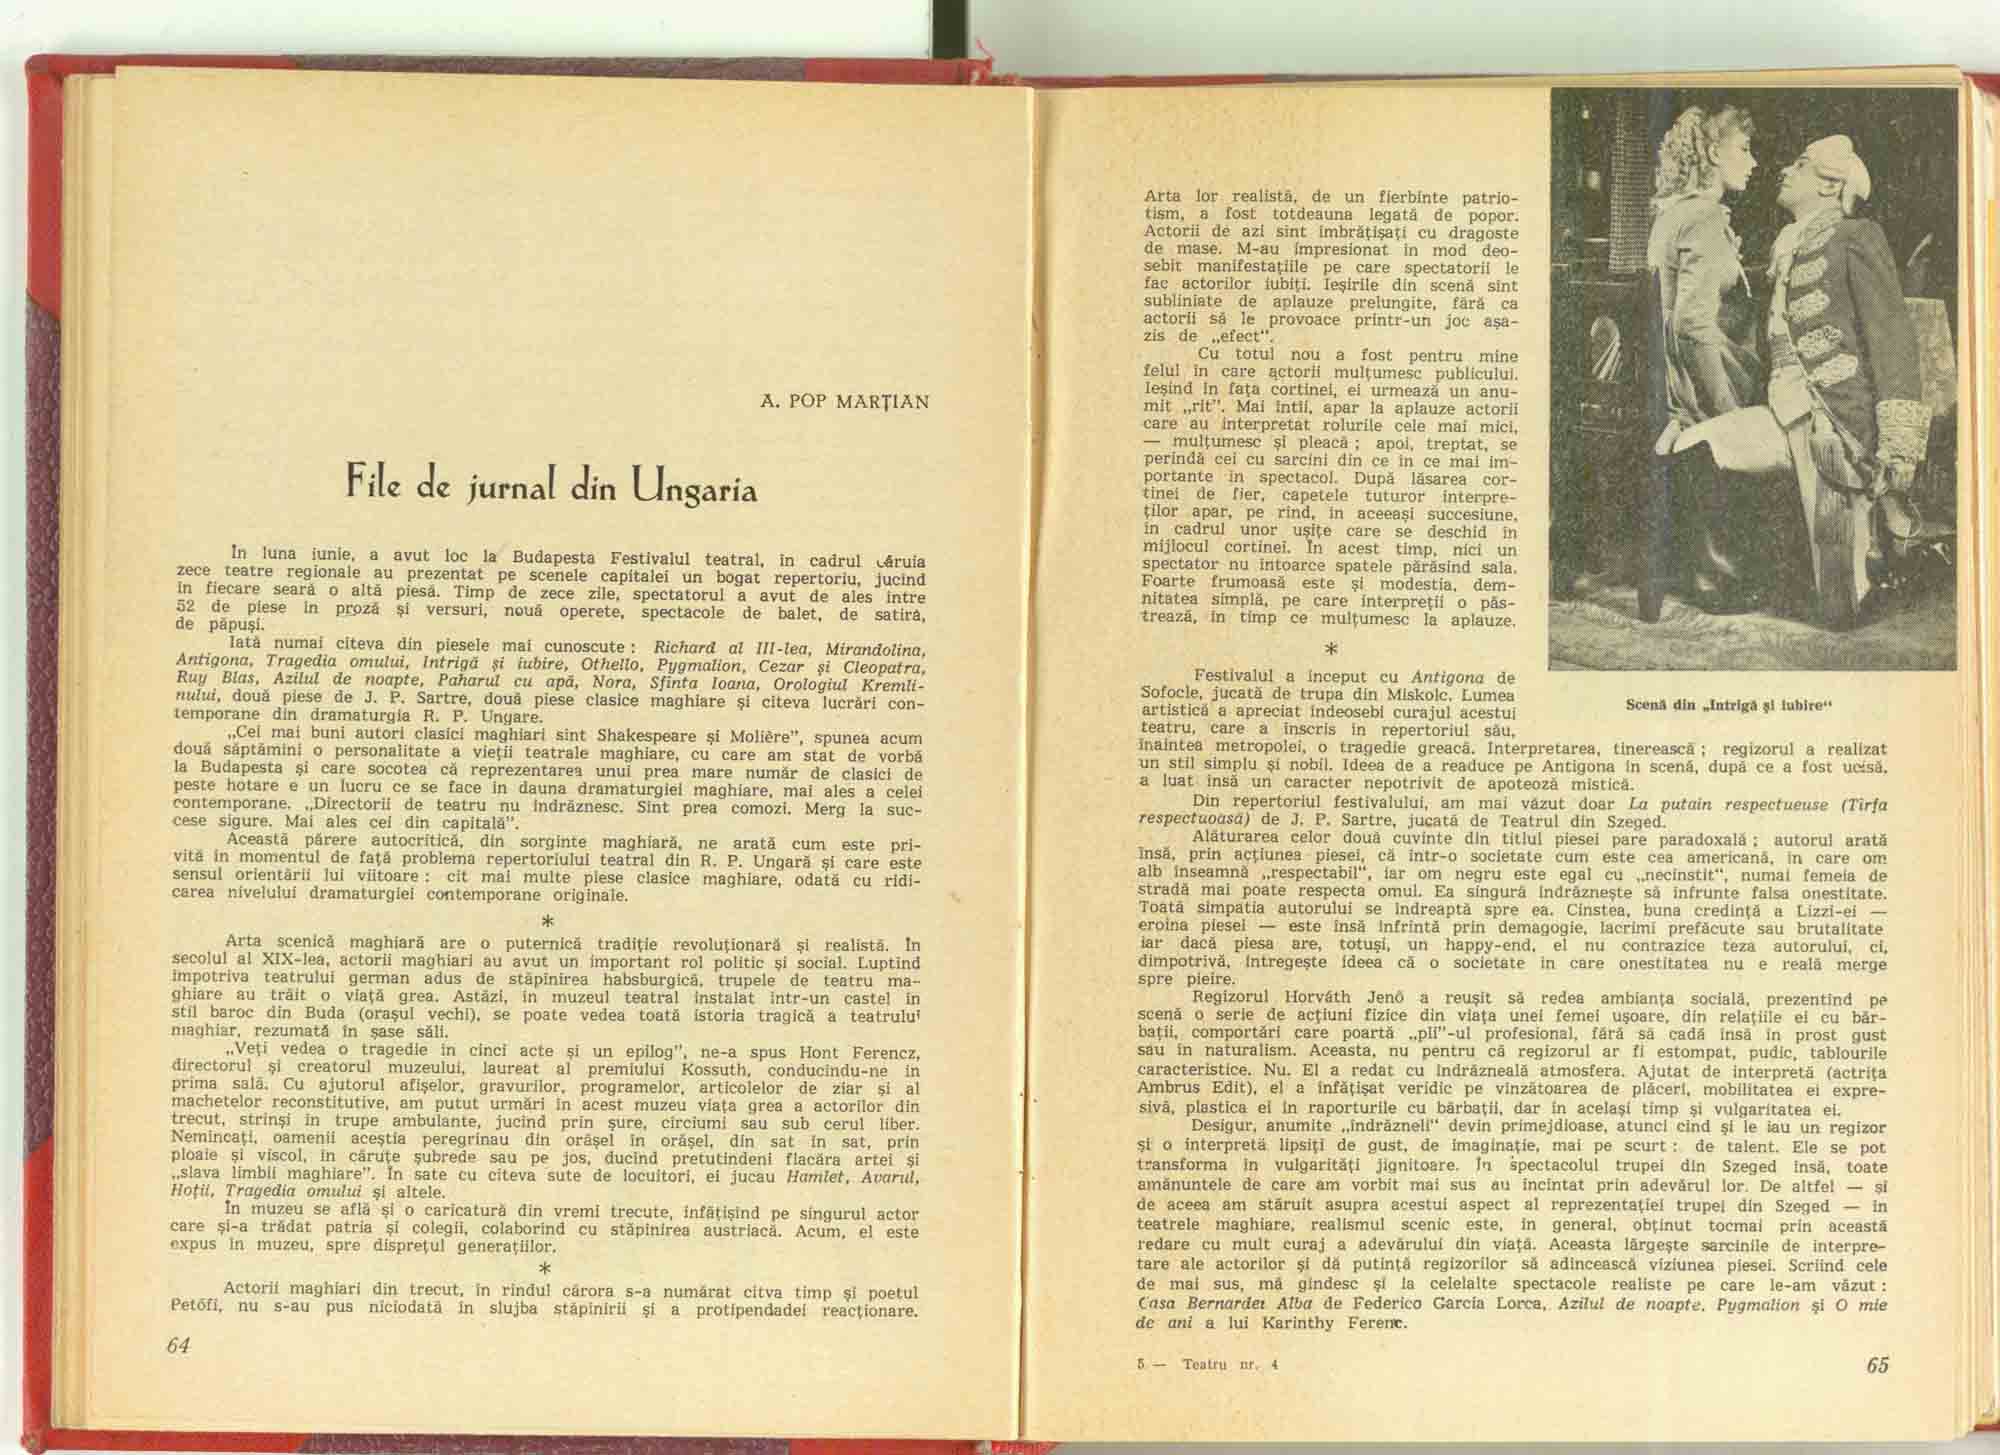 A. POP MARȚIAN
File de jurnal din Ungaria
În luna iunie, a avut loc la Budapesta Festivalul teatral, în cadrul căruia
zece teatre regionale au prezentat pe scenele capitalei un bogat repertoriu, jucînd
în fiecare seară o altă piesă. Timp de zece zile, spectatorul a avut de ales între
52 de piese în proză și versuri, nouă operete, spectacole de balet, de satiră,
de păpuși.
Iată numai cîteva din piesele mai cunoscute : Richard al III-lea, Mirandolina,
Antigona, Tragedia omului, Intrigă și iubire, Othello, Pygmalion, Cezar și Cleopatra,
Ruy Blas, Azilul de noapte, Paharul cu apă, Nora, Sfînta Ioana, Orologiul Kremli-
nului, două piese de J. P. Sartre, două piese clasice maghiare și cîteva lucrări con-
temporane din dramaturgia R. P. Ungare.
„Cei mai buni autori clasici maghiari sînt Shakespeare și Molière", spunea acum
două săptămîni o personalitate a vieții teatrale maghiare, cu care am stat de vorbă
la Budapesta și care socotea că reprezentarea unui prea mare număr de clasici de
peste hotare e un lucru ce se face în dauna dramaturgiei maghiare, mai ales a celei
contemporane. „Directorii de teatru nu îndrăznesc. Sînt prea comozi. Merg la suc-
cese sigure. Mai ales cei din capitală".
Această părere autocritică, din sorginte maghiară, ne arată cum este pri-
vită în momentul de față problema repertoriului teatral din R. P. Ungară și care este
sensul orientării lui viitoare : cît mai multe piese clasice maghiare, odată cu ridi-
carea nivelului dramaturgiei contemporane originale.
*
Arta scenică maghiară are o puternică tradiție revoluționară și realistă. În
secolul al XIX-lea, actorii maghiari au avut un important rol politic și social. Luptînd
împotriva teatrului german adus de stăpînirea habsburgică, trupele de teatru ma-
ghiare au trăit o viață grea. Astăzi, în muzeul teatral instalat într-un castel în
stil baroc din Buda (orașul vechi), se poate vedea toată istoria tragică a teatrului
maghiar, rezumată în șase săli.
„Veți vedea o tragedie în cinci acte și un epilog", ne-a spus Hont Ferencz,
directorul și creatorul muzeului, laureat al premiului Kossuth, conducîndu-ne în
prima sală. Cu ajutorul afișelor, gravurilor, programelor, articolelor de ziar și al
machetelor reconstitutive, am putut urmări în acest muzeu viața grea a actorilor din
trecut, strînși în trupe ambulante, jucînd prin șure, cîrciumi sau sub cerul liber.
Nemîncați, oamenii aceștia peregrinau din orășel în orășel, din sat în sat, prin
ploaie și viscol, în căruțe șubrede sau pe jos, ducînd pretutindeni flacăra artei și
„slava limbii maghiare". În sate cu cîteva sute de locuitori, ei jucau Hamlet, Avarul,
Hoții, Tragedia omului și altele.
În muzeu se află și o caricatură din vremi trecute, înfățișînd pe singurul actor
care și-a trădat patria și colegii, colaborînd cu stăpînirea austriacă. Acum, el este
expus în muzeu, spre disprețul generațiilor.
*
Actorii maghiari din trecut, în rîndul cărora s-a numărat cîtva timp și poetul
Petőfi, nu s-au pus niciodată în slujba stăpînirii și a protipendadei reacționare.
64
Arta lor realistă, de un fierbinte patrio-
tism, a fost totdeauna legată de popor.
Actorii de azi sînt îmbrățișați cu dragoste
de mase. M-au impresionat în mod deo-
sebit manifestațiile pe care spectatorii le
fac actorilor iubiți. Ieșirile din scenă sînt
subliniate de aplauze prelungite, fără ca
actorii să le provoace printr-un joc așa-
zis de „efect".
Cu totul nou a fost pentru mine
felul în care actorii mulțumesc publicului.
Ieșind în fața cortinei, ei urmează un anu-
mit „rit". Mai întîi, apar la aplauze actorii
care au interpretat rolurile cele mai mici,
— mulțumesc și pleacă ; apoi, treptat, se
perindă cei cu sarcini din ce în ce mai im-
portante în spectacol. După lăsarea cor-
tinei de fier, capetele tuturor interpre-
ților apar, pe rînd, în aceeași succesiune,
în cadrul unor ușițe care se deschid în
mijlocul cortinei. În acest timp, nici un
spectator nu întoarce spatele părăsind sala.
Foarte frumoasă este și modestia, dem-
nitatea simplă, pe care interpreții o păs-
trează, în timp ce mulțumesc la aplauze.
*
Festivalul a început cu Antigona de
Sofocle, jucată de trupa din Miskolc. Lumea
artistică a apreciat îndeosebi curajul acestui
teatru, care a înscris în repertoriul său,
înaintea metropolei, o tragedie greacă. Interpretarea, tinerească ; regizorul a realizat
un stil simplu și nobil. Ideea de a readuce pe Antigona în scenă, după ce a fost ucisă,
a luat însă un caracter nepotrivit de apoteoză mistică.
Din repertoriul festivalului, am mai văzut doar La putain respectueuse (Tîrfa
respectuoasă) de J. P. Sartre, jucată de Teatrul din Szeged.
Alăturarea celor două cuvinte din titlul piesei pare paradoxală ; autorul arată
însă, prin acțiunea piesei, că într-o societate cum este cea americană, în care om
alb înseamnă „respectabil", iar om negru este egal cu „necinstit", numai femeia de
stradă mai poate respecta omul. Ea singură îndrăznește să înfrunte falsa onestitate.
Toată simpatia autorului se îndreaptă spre ea. Cinstea, buna credință a Lizzi-ei —
eroina piesei — este însă înfrîntă prin demagogie, lacrimi prefăcute sau brutalitate
iar dacă piesa are, totuși, un happy-end, el nu contrazice teza autorului, ci,
dimpotrivă, întregește ideea că o societate în care onestitatea nu e reală merge
spre pieire.
Regizorul Horváth Jenő a reușit să redea ambianța socială, prezentînd pe
scenă o serie de acțiuni fizice din viața unei femei ușoare, din relațiile ei cu băr-
bații, comportări care poartă „pli"-ul profesional, fără să cadă însă în prost gust
sau în naturalism. Aceasta, nu pentru că regizorul ar fi estompat, pudic, tablourile
caracteristice. Nu. El a redat cu îndrăzneală atmosfera. Ajutat de interpretă (actrița
Ambrus Edit), el a înfățișat veridic pe vînzătoarea de plăceri, mobilitatea ei expre-
sivă, plastica ei în raporturile cu bărbații, dar în același timp și vulgaritatea ei.
Desigur, anumite „îndrăzneli" devin primejdioase, atunci cînd și le iau un regizor
și o interpretă lipsiți de gust, de imaginație, mai pe scurt : de talent. Ele se pot
transforma în vulgarități jignitoare. În spectacolul trupei din Szeged însă, toate
amănuntele de care am vorbit mai sus au încîntat prin adevărul lor. De altfel — și
de aceea am stăruit asupra acestui aspect al reprezentației trupei din Szeged — în
teatrele maghiare, realismul scenic este, în general, obținut tocmai prin această
redare cu mult curaj a adevărului din viață. Aceasta lărgește sarcinile de interpre-
tare ale actorilor și dă putință regizorilor să adîncească viziunea piesei. Scriind cele
de mai sus, mă gîndesc și la celelalte spectacole realiste pe care le-am văzut :
Casa Bernardei Alba de Federico Garcia Lorca, Azilul de noapte, Pygmalion și O mie
de ani a lui Karinthy Ferenc.
Scenă din „Intrigă și iubire"
5 — Teatru nr. 4
65